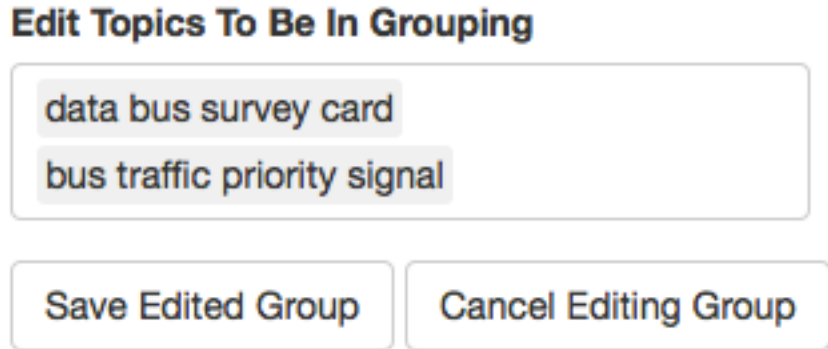 Edit Topics To Be In Grouping
data bus survey card
bus traffic priority signal
Save Edited Group Cancel Editing Group